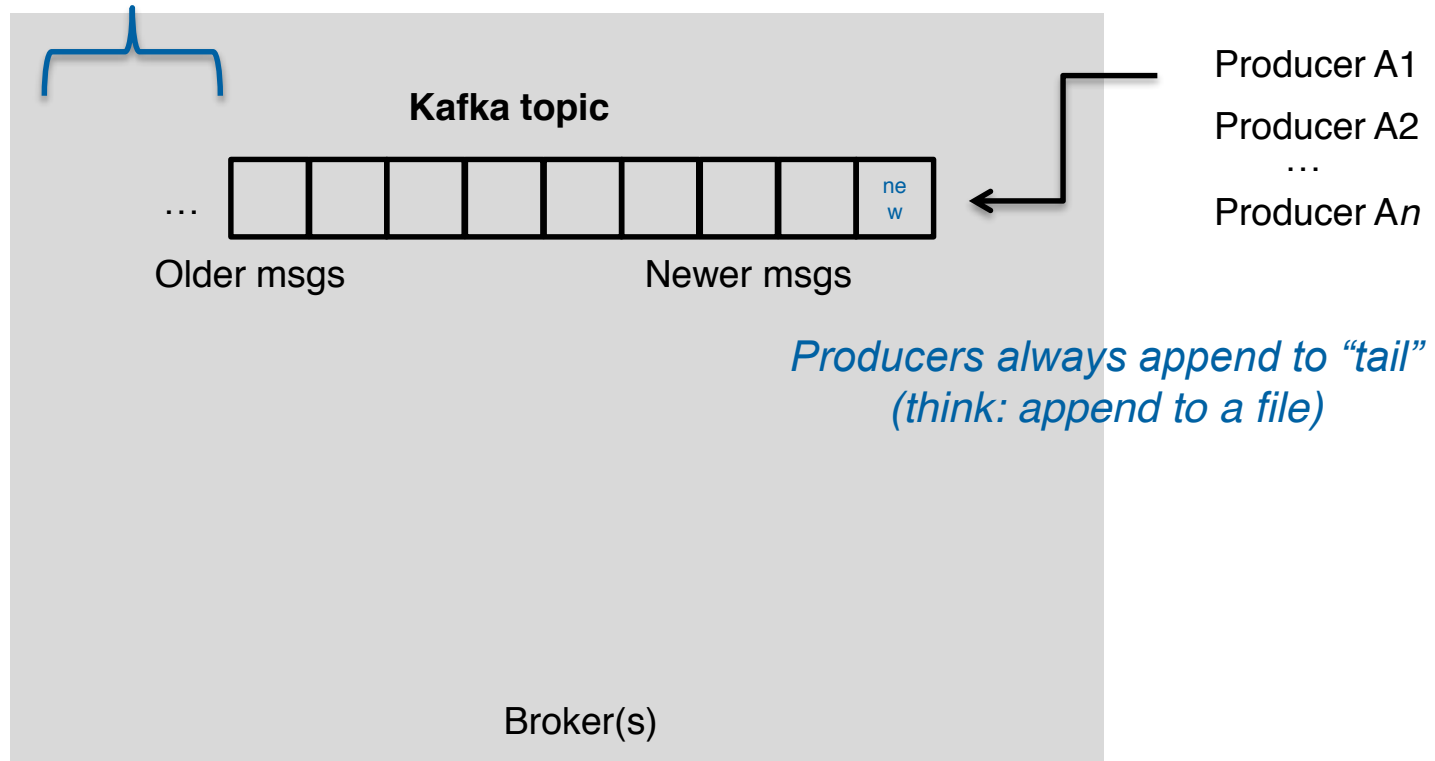 Kafka topic
Producer A1
Producer A2
…
Producer An
…
ne
w
Older msgs
Newer msgs
Producers always append to “tail”
(think: append to a file)
Broker(s)